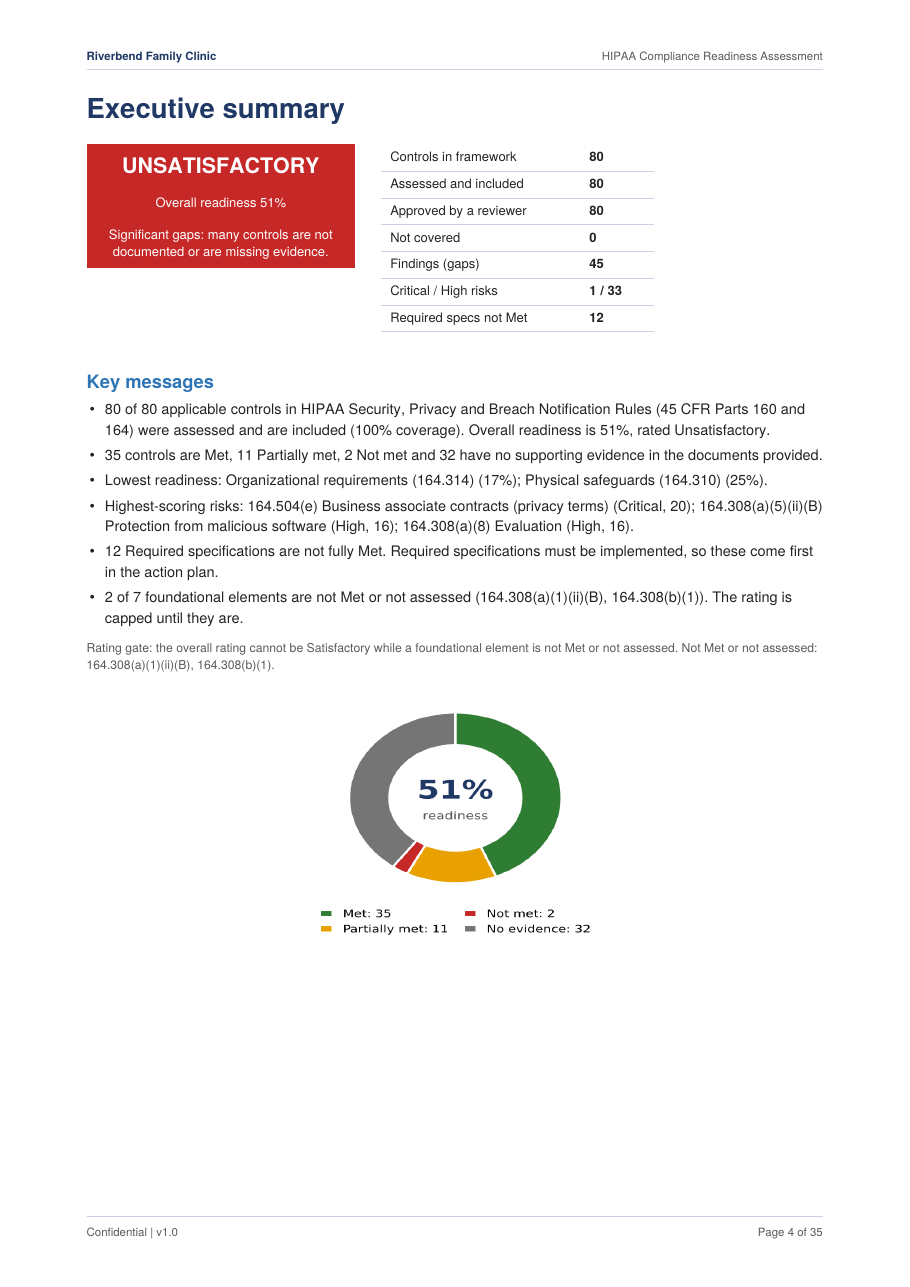 Riverbend Family Clinic
HIPAA Compliance Readiness Assessment
Executive summary
UNSATISFACTORY
Overall readiness 51%
Significant gaps: many controls are not
documented or are missing evidence.
Controls in framework 80
Assessed and included 80
Approved by a reviewer 80
Not covered 0
Findings (gaps) 45
Critical / High risks 1 / 33
Required specs not Met 12
Key messages
• 80 of 80 applicable controls in HIPAA Security, Privacy and Breach Notification Rules (45 CFR Parts 160 and
164) were assessed and are included (100% coverage). Overall readiness is 51%, rated Unsatisfactory.
• 35 controls are Met, 11 Partially met, 2 Not met and 32 have no supporting evidence in the documents provided.
• Lowest readiness: Organizational requirements (164.314) (17%); Physical safeguards (164.310) (25%).
• Highest-scoring risks: 164.504(e) Business associate contracts (privacy terms) (Critical, 20); 164.308(a)(5)(ii)(B)
Protection from malicious software (High, 16); 164.308(a)(8) Evaluation (High, 16).
• 12 Required specifications are not fully Met. Required specifications must be implemented, so these come first
in the action plan.
• 2 of 7 foundational elements are not Met or not assessed (164.308(a)(1)(ii)(B), 164.308(b)(1)). The rating is
capped until they are.
Rating gate: the overall rating cannot be Satisfactory while a foundational element is not Met or not assessed. Not Met or not assessed:
164.308(a)(1)(ii)(B), 164.308(b)(1).
51%
readiness
Met: 35
Not met: 2
Partially met: 11
No evidence: 32
Confidential | v1.0
Page 4 of 35